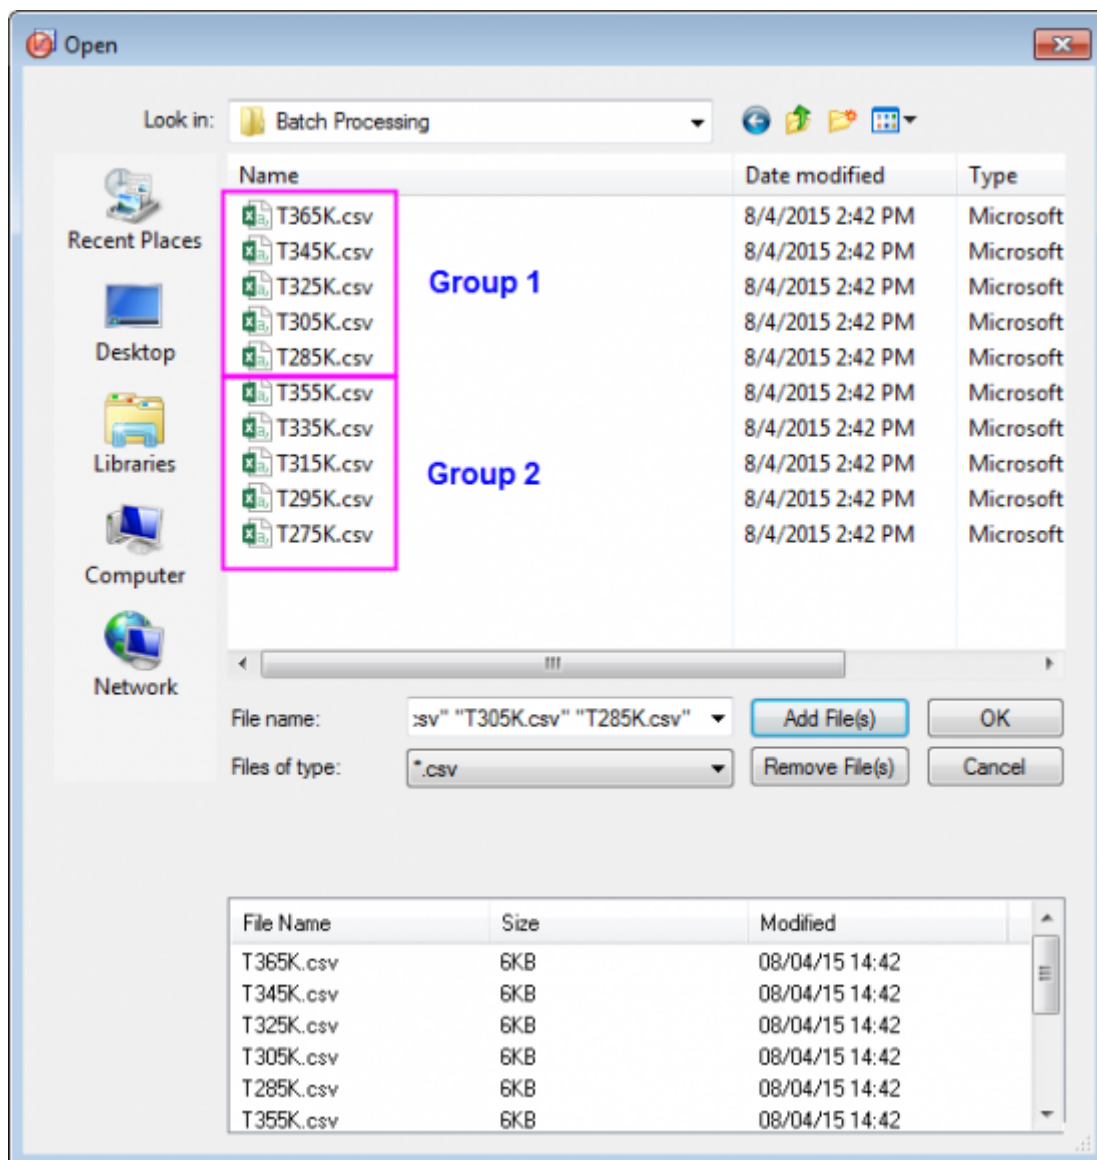 Open
Look in: Batch Processing
Name Date modified Type
Recent Places
Desktop
Libraries
Computer
Network
T365K.csv 8/4/2015 2:42 PM Microsoft
T345K.csv 8/4/2015 2:42 PM Microsoft
T325K.csv 8/4/2015 2:42 PM Microsoft
T305K.csv 8/4/2015 2:42 PM Microsoft
T285K.csv 8/4/2015 2:42 PM Microsoft
Group 1
T355K.csv 8/4/2015 2:42 PM Microsoft
T335K.csv 8/4/2015 2:42 PM Microsoft
T315K.csv 8/4/2015 2:42 PM Microsoft
T295K.csv 8/4/2015 2:42 PM Microsoft
T275K.csv 8/4/2015 2:42 PM Microsoft
Group 2
File name: :sv" "T305K.csv" "T285K.csv" Add File(s) OK
Files of type: *.csv Remove File(s) Cancel
File Name Size Modified
T365K.csv 6KB 08/04/15 14:42
T345K.csv 6KB 08/04/15 14:42
T325K.csv 6KB 08/04/15 14:42
T305K.csv 6KB 08/04/15 14:42
T285K.csv 6KB 08/04/15 14:42
T355K.csv 6KB 08/04/15 14:42